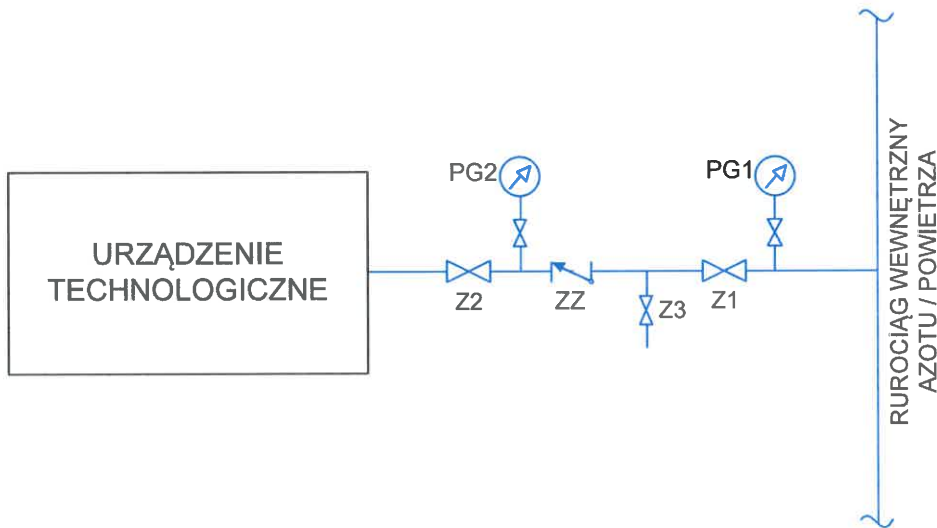 URZĄDZENIE
TECHNOLOGICZNE
PG2
PG1
Z2
ZZ
Z3
Z1
RUROCIĄG WEWNĘTRZNY
AZOTU / POWIETRZA